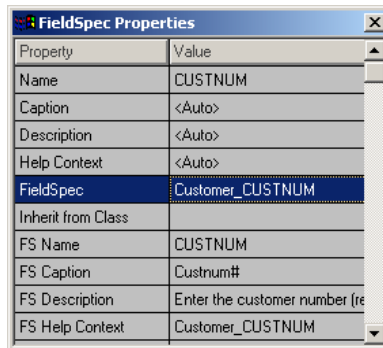 FieldSpec Properties
Property Value
Name CUSTNUM
Caption <Auto>
Description <Auto>
Help Context <Auto>
FieldSpec Customer_CUSTNUM
Inherit from Class
FS Name CUSTNUM
FS Caption Custnum#
FS Description Enter the customer number (re
FS Help Context Customer_CUSTNUM